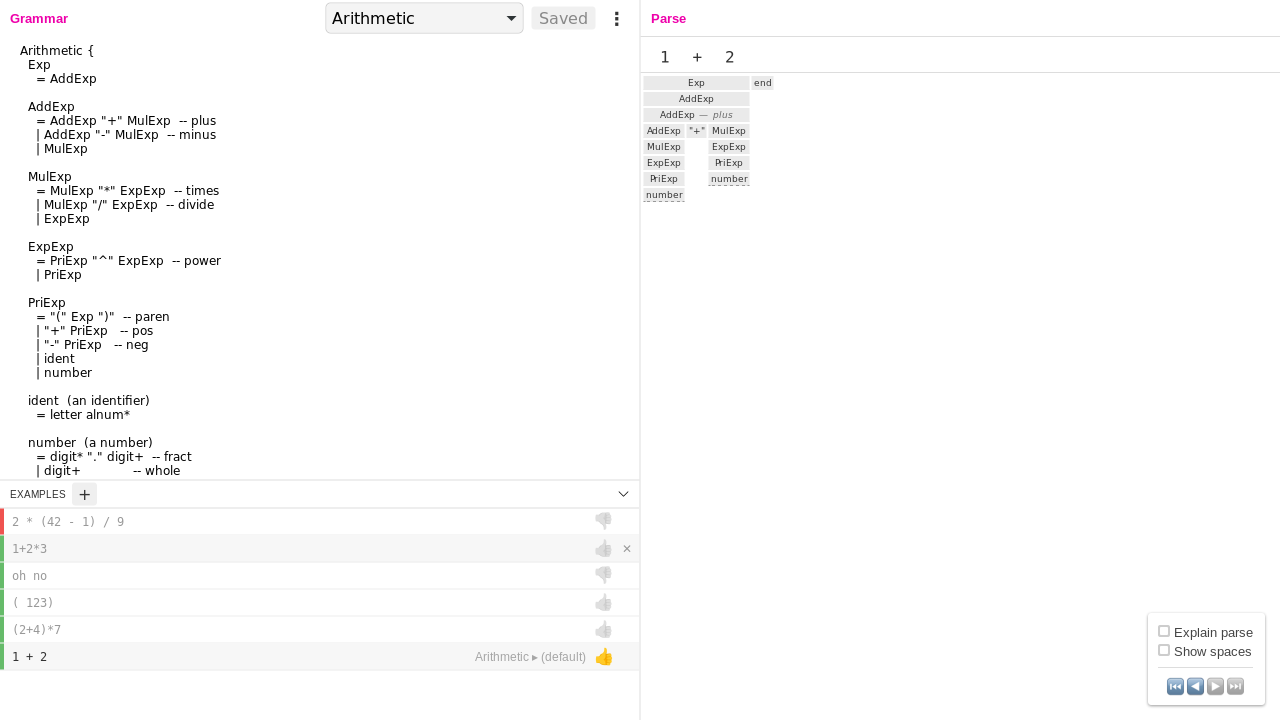 Grammar
Arithmetic
Saved
Arithmetic {
Exp
= AddExp
AddExp
= AddExp "+" MulExp  -- plus
| AddExp "-" MulExp  -- minus
| MulExp
MulExp
= MulExp "*" ExpExp  -- times
| MulExp "/" ExpExp  -- divide
| ExpExp
ExpExp
= PriExp "^" ExpExp  -- power
| PriExp
PriExp
= "(" Exp ")"  -- paren
| "+" PriExp   -- pos
| "-" PriExp   -- neg
| ident
| number
ident  (an identifier)
= letter alnum*
number  (a number)
= digit* "." digit+  -- fract
| digit+             -- whole
EXAMPLES +
2 * (42 - 1) / 9
1+2*3
oh no
( 123)
(2+4)*7
1 + 2 Arithmetic ▸ (default)
Parse
1 + 2
Exp end
AddExp
AddExp — plus
AddExp "+" MulExp
MulExp ExpExp
ExpExp PriExp
PriExp number
number
Explain parse
Show spaces